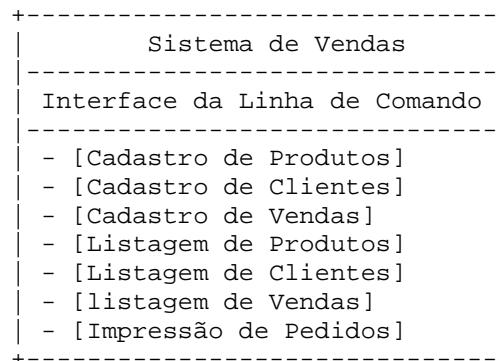 +-------------------------------
|        Sistema de Vendas
|-------------------------------
| Interface da Linha de Comando
|-------------------------------
| - [Cadastro de Produtos]
| - [Cadastro de Clientes]
| - [Cadastro de Vendas]
| - [Listagem de Produtos]
| - [Listagem de Clientes]
| - [listagem de Vendas]
| - [Impressão de Pedidos]
+-------------------------------